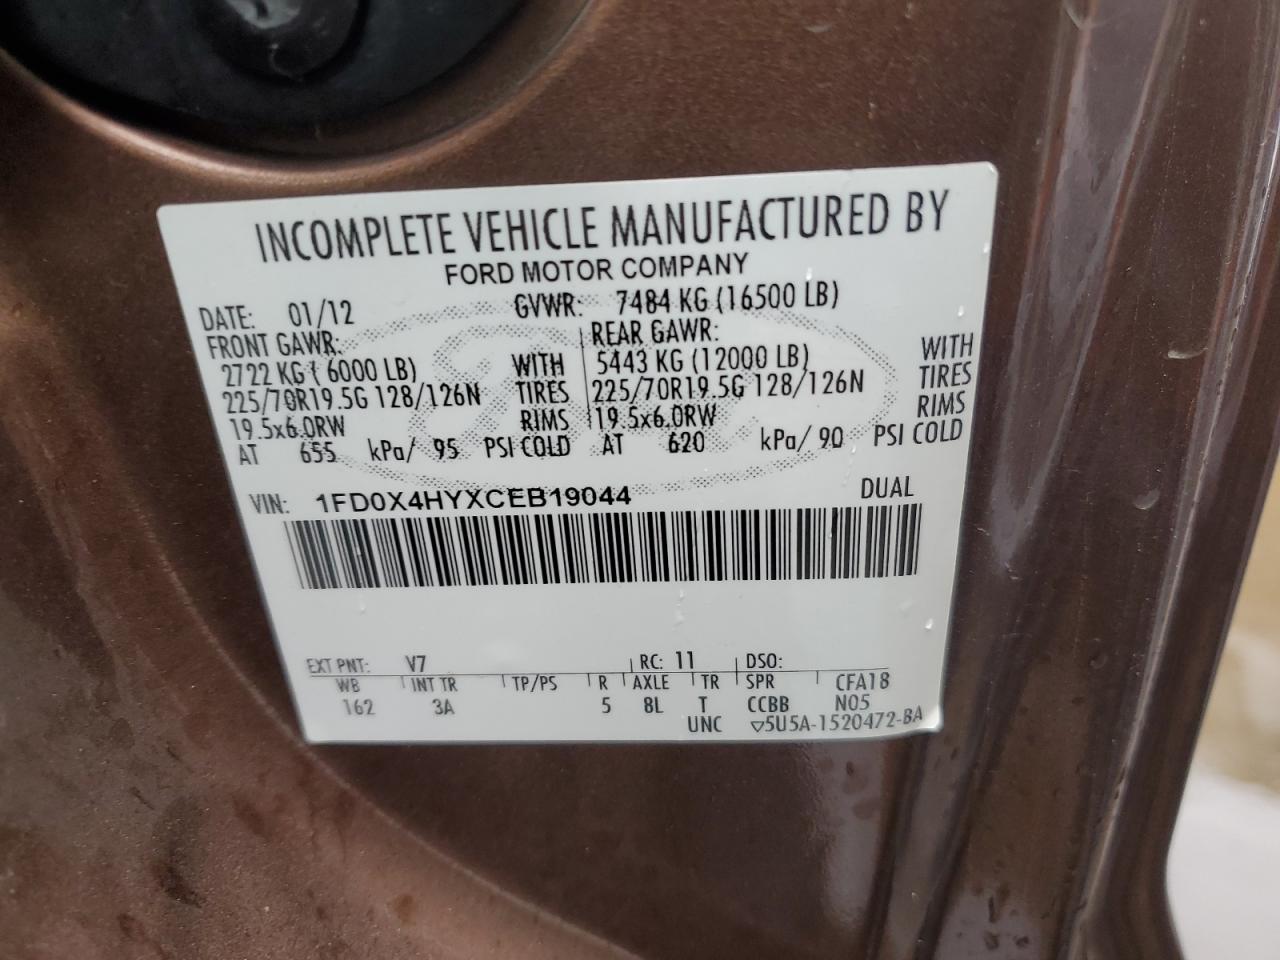 INCOMPLETE VEHICLE MANUFACTURED BY
FORD MOTOR COMPANY
DATE: 01/12 GVWR: 7484 KG (16500 LB)
FRONT GAWR: REAR GAWR:
2722 KG ( 6000 LB) WITH 5443 KG (12000 LB) WITH
225/70R19.5G 128/126N TIRES 225/70R19.5G 128/126N TIRES
19.5x6.0RW RIMS 19.5x6.0RW RIMS
AT 655 kPa/ 95 PSI COLD AT 620 kPa/ 90 PSI COLD
VIN: 1FD0X4HYXCEB19044 DUAL
EXT PNT: V7 RC: 11 DSO:
WB INT TR TP/PS R AXLE TR SPR CFA18
162 3A 5 8L T CCBB N05
UNC ▽5U5A-1520472-BA